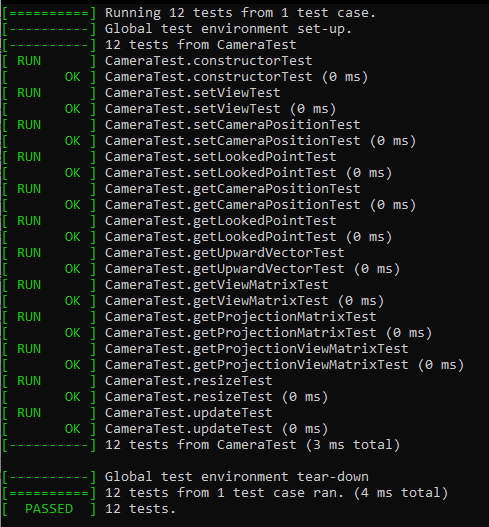 [==========] Running 12 tests from 1 test case.
[----------] Global test environment set-up.
[----------] 12 tests from CameraTest
[ RUN      ] CameraTest.constructorTest
[       OK ] CameraTest.constructorTest (0 ms)
[ RUN      ] CameraTest.setViewTest
[       OK ] CameraTest.setViewTest (0 ms)
[ RUN      ] CameraTest.setCameraPositionTest
[       OK ] CameraTest.setCameraPositionTest (0 ms)
[ RUN      ] CameraTest.setLookedPointTest
[       OK ] CameraTest.setLookedPointTest (0 ms)
[ RUN      ] CameraTest.getCameraPositionTest
[       OK ] CameraTest.getCameraPositionTest (0 ms)
[ RUN      ] CameraTest.getLookedPointTest
[       OK ] CameraTest.getLookedPointTest (0 ms)
[ RUN      ] CameraTest.getUpwardVectorTest
[       OK ] CameraTest.getUpwardVectorTest (0 ms)
[ RUN      ] CameraTest.getViewMatrixTest
[       OK ] CameraTest.getViewMatrixTest (0 ms)
[ RUN      ] CameraTest.getProjectionMatrixTest
[       OK ] CameraTest.getProjectionMatrixTest (0 ms)
[ RUN      ] CameraTest.getProjectionViewMatrixTest
[       OK ] CameraTest.getProjectionViewMatrixTest (0 ms)
[ RUN      ] CameraTest.resizeTest
[       OK ] CameraTest.resizeTest (0 ms)
[ RUN      ] CameraTest.updateTest
[       OK ] CameraTest.updateTest (0 ms)
[----------] 12 tests from CameraTest (3 ms total)
[----------] Global test environment tear-down
[==========] 12 tests from 1 test case ran. (4 ms total)
[  PASSED  ] 12 tests.